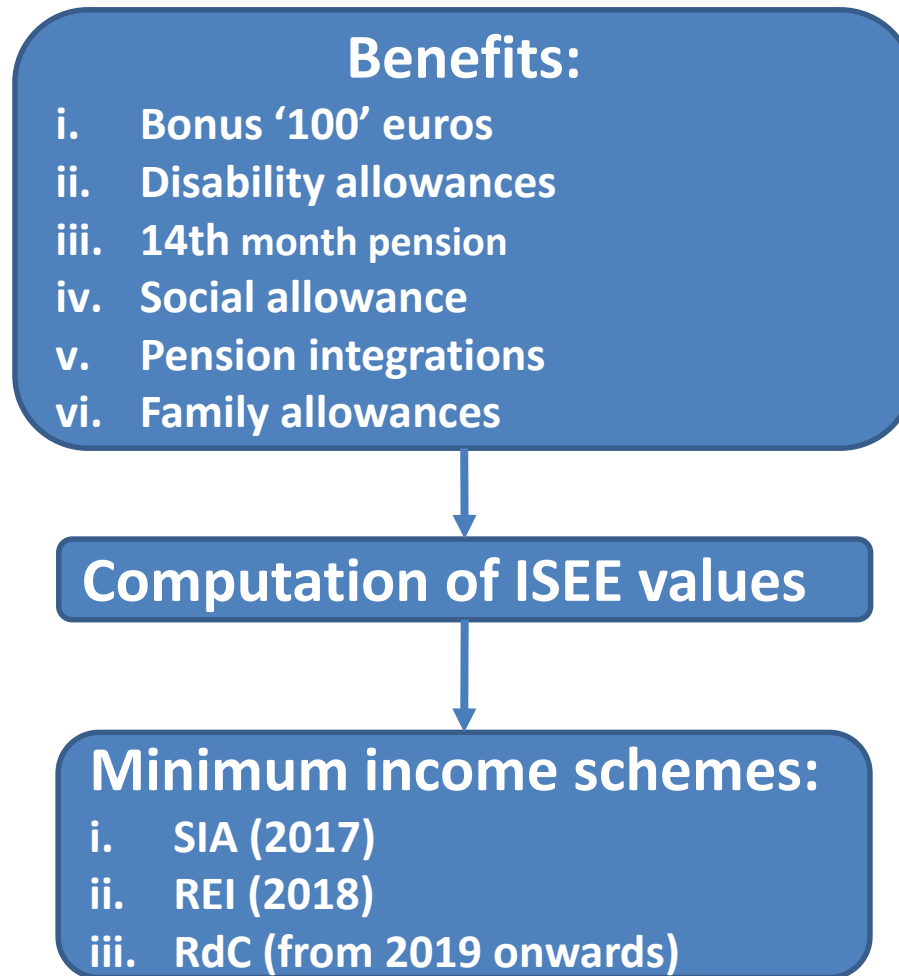 Benefits:
i. Bonus ‘100’ euros
ii. Disability allowances
iii. 14th month pension
iv. Social allowance
v. Pension integrations
vi. Family allowances
Computation of ISEE values
Minimum income schemes:
i. SIA (2017)
ii. REI (2018)
iii. RdC (from 2019 onwards)